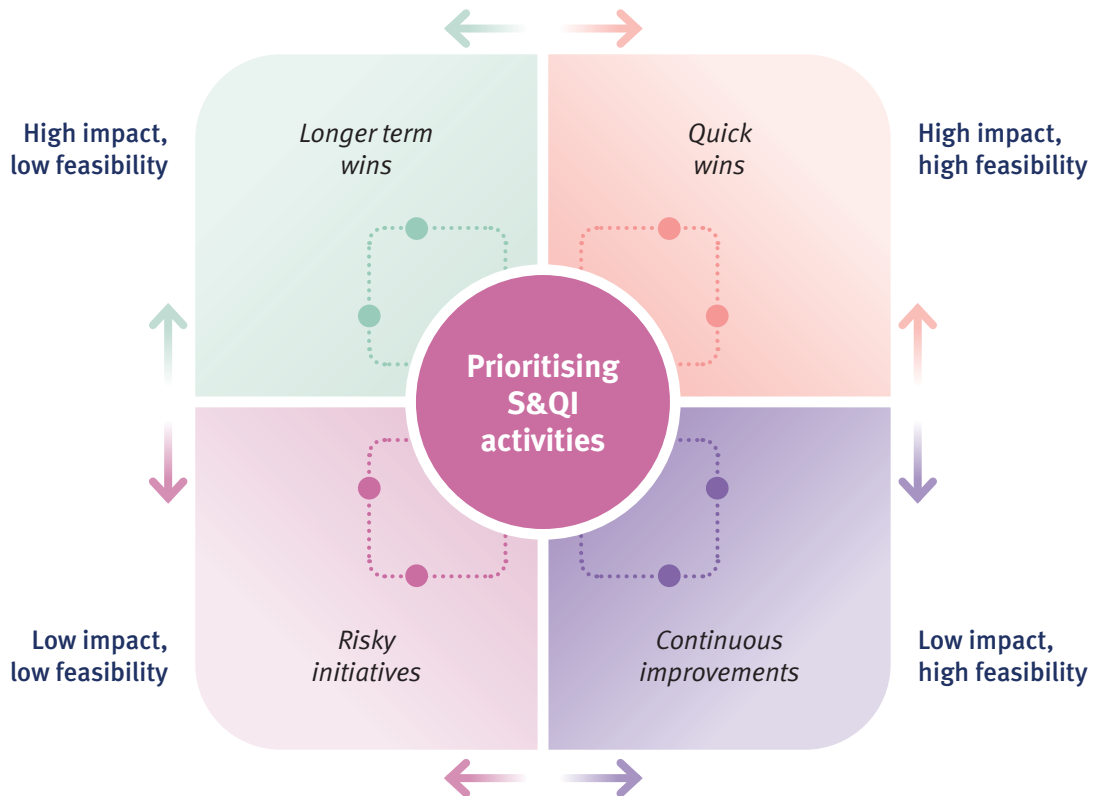 High impact,
low feasibility
Longer term
wins
Quick
wins
High impact,
high feasibility
Prioritising
S&QI
activities
Low impact,
low feasibility
Risky
initiatives
Continuous
improvements
Low impact,
high feasibility